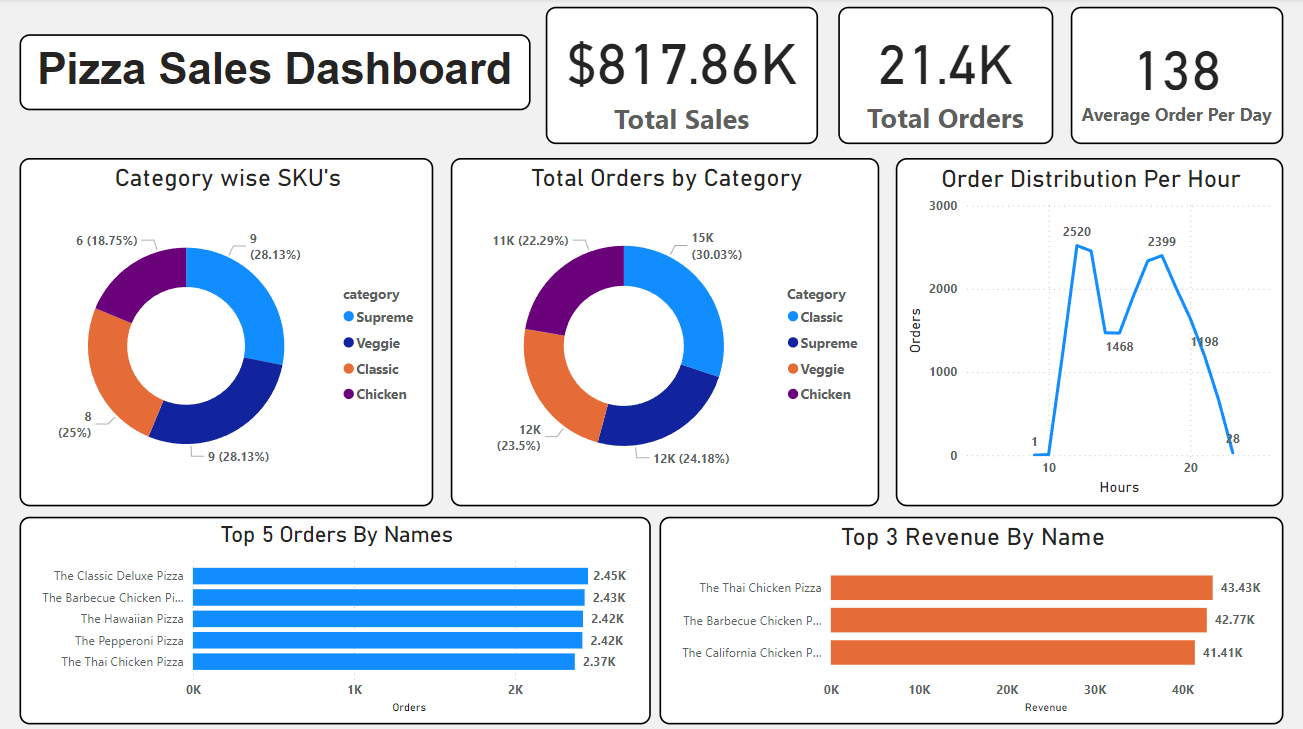 Pizza Sales Dashboard
$817.86K
Total Sales
21.4K
Total Orders
138
Average Order Per Day
Category wise SKU's
6 (18.75%)
9
(28.13%)
8
(25%)
9 (28.13%)
category
Supreme
Veggie
Classic
Chicken
Total Orders by Category
11K (22.29%)
15K
(30.03%)
12K
(23.5%)
12K (24.18%)
Category
Classic
Supreme
Veggie
Chicken
Order Distribution Per Hour
3000
2000
1000
0
Orders
2520
2399
1468
1198
1
28
10
20
Hours
Top 5 Orders By Names
The Classic Deluxe Pizza
2.45K
The Barbecue Chicken Pi...
2.43K
The Hawaiian Pizza
2.42K
The Pepperoni Pizza
2.42K
The Thai Chicken Pizza
2.37K
0K
1K
2K
Orders
Top 3 Revenue By Name
The Thai Chicken Pizza
43.43K
The Barbecue Chicken P...
42.77K
The California Chicken P...
41.41K
0K
10K
20K
30K
40K
Revenue